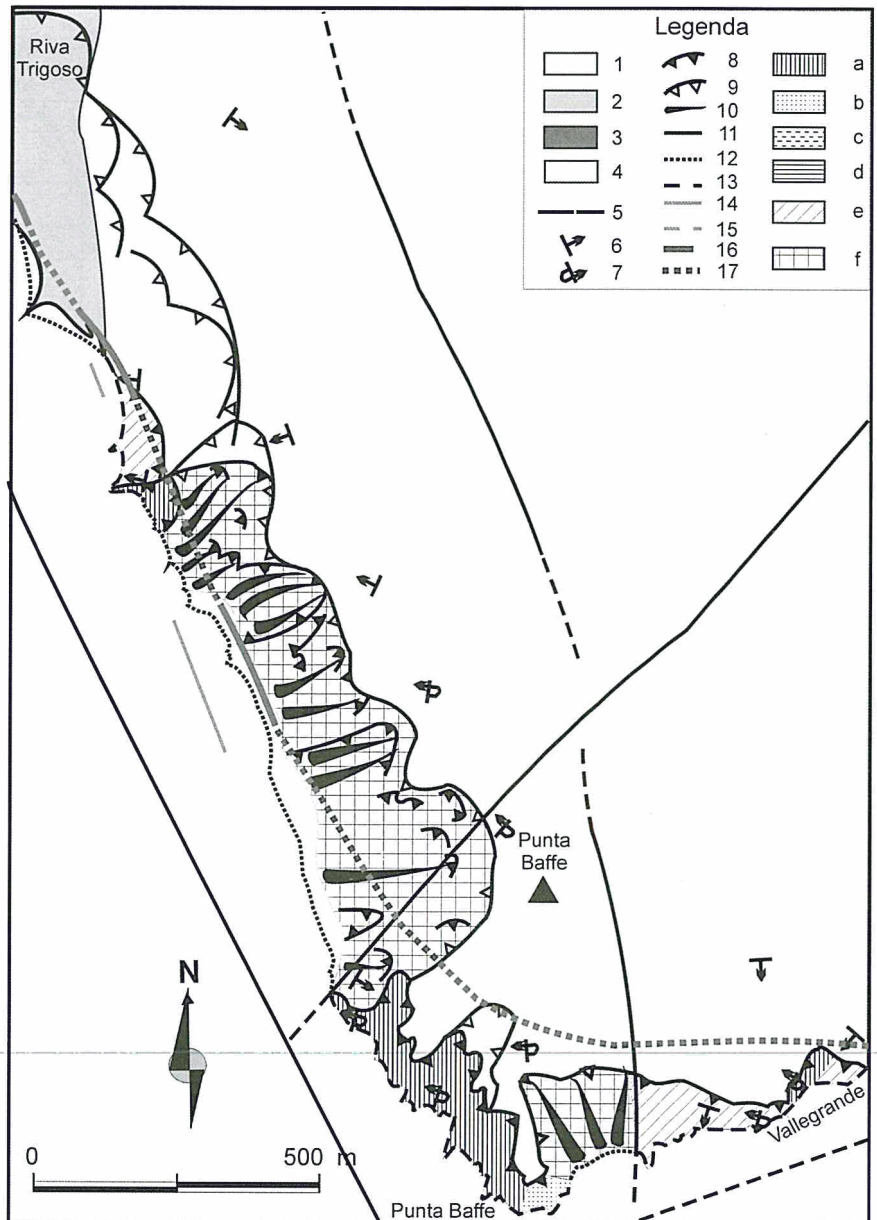 Riva
Trigoso
Legenda
1
2
3
4
5
6
7
8
9
10
11
12
13
14
15
16
17
a
b
c
d
e
f
Punta
Baffe
N
0 500 m
Vallegrande
Punta Baffe